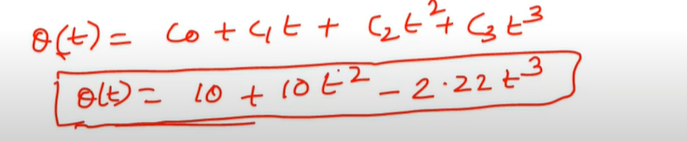 θ(t) = c₀ + c₁t + c₂t² + c₃t³
θ(t) = 10 + 10t² - 2.22t³